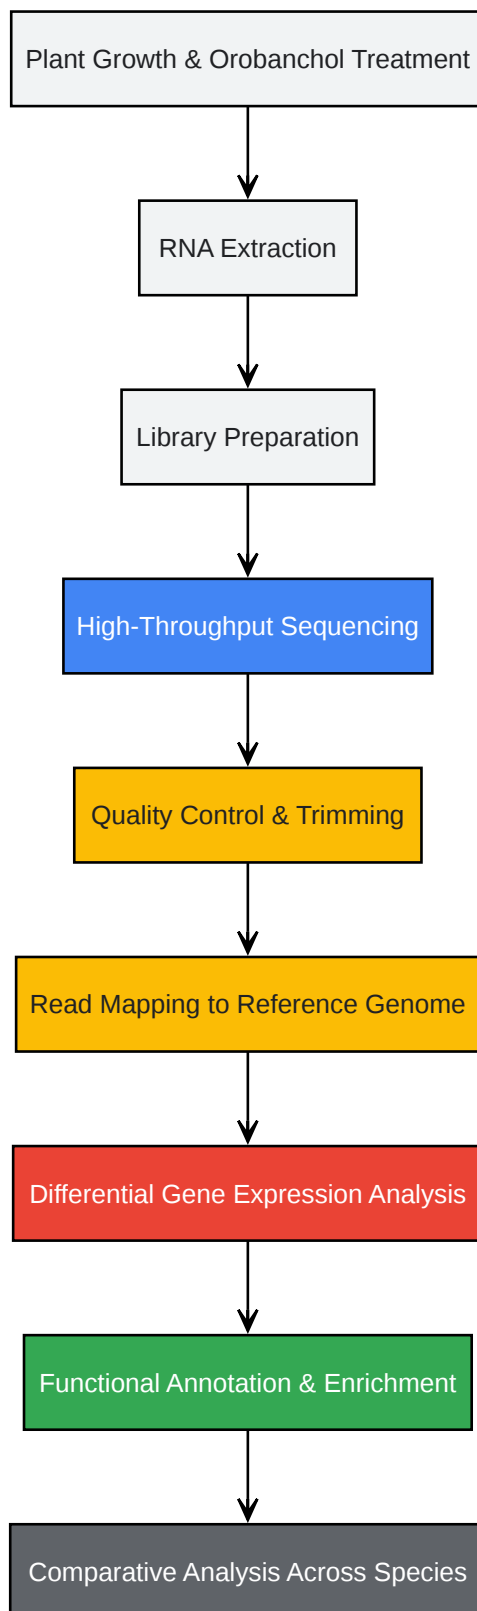 Plant Growth & Orobanchol Treatment
RNA Extraction
Library Preparation
High-Throughput Sequencing
Quality Control & Trimming
Read Mapping to Reference Genome
Differential Gene Expression Analysis
Functional Annotation & Enrichment
Comparative Analysis Across Species